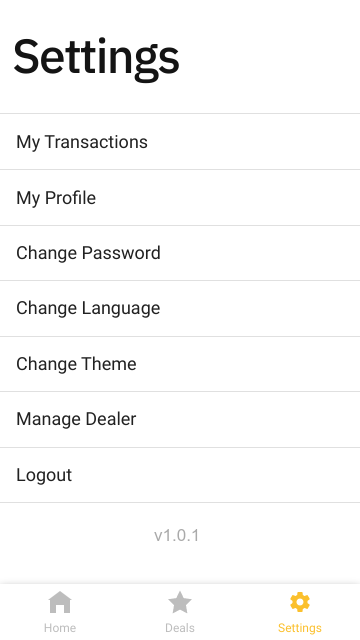 Settings
My Transactions
My Profile
Change Password
Change Language
Change Theme
Manage Dealer
Logout
v1.0.1
Home
Deals
Settings